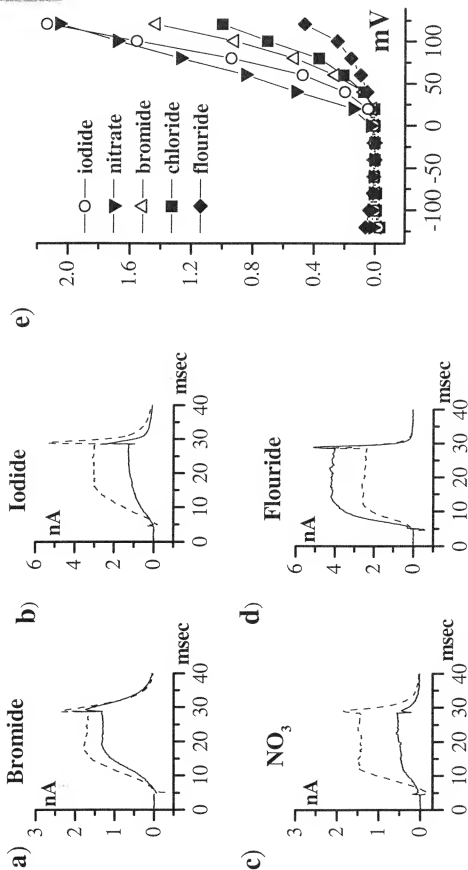 a)
Bromide
3
nA
2
1
0
0 10 20 30 40
msec
b)
Iodide
6
nA
4
2
0
0 10 20 30 40
msec
c)
NO₃
3
nA
2
1
0
0 10 20 30 40
msec
d)
Flouride
6
nA
4
2
0
0 10 20 30 40
msec
e)
2.0
1.6
1.2
0.8
0.4
0.0
iodide
nitrate
bromide
chloride
flouride
mV
-100 -50 0 50 100